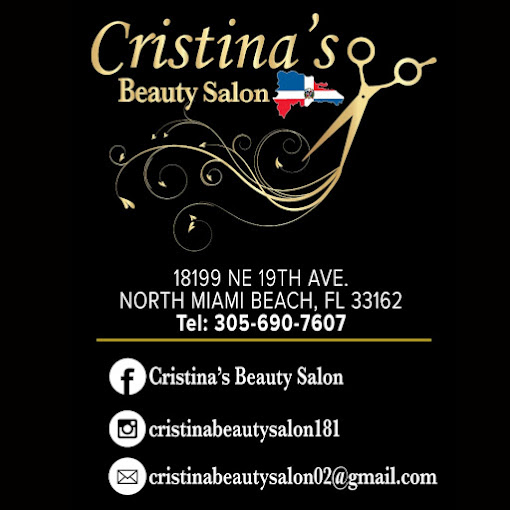 Cristina's
Beauty Salon
18199 NE 19TH AVE.
NORTH MIAMI BEACH, FL 33162
Tel: 305-690-7607
Cristina's Beauty Salon
cristinabeautysalon181
cristinabeautysalon02@gmail.com